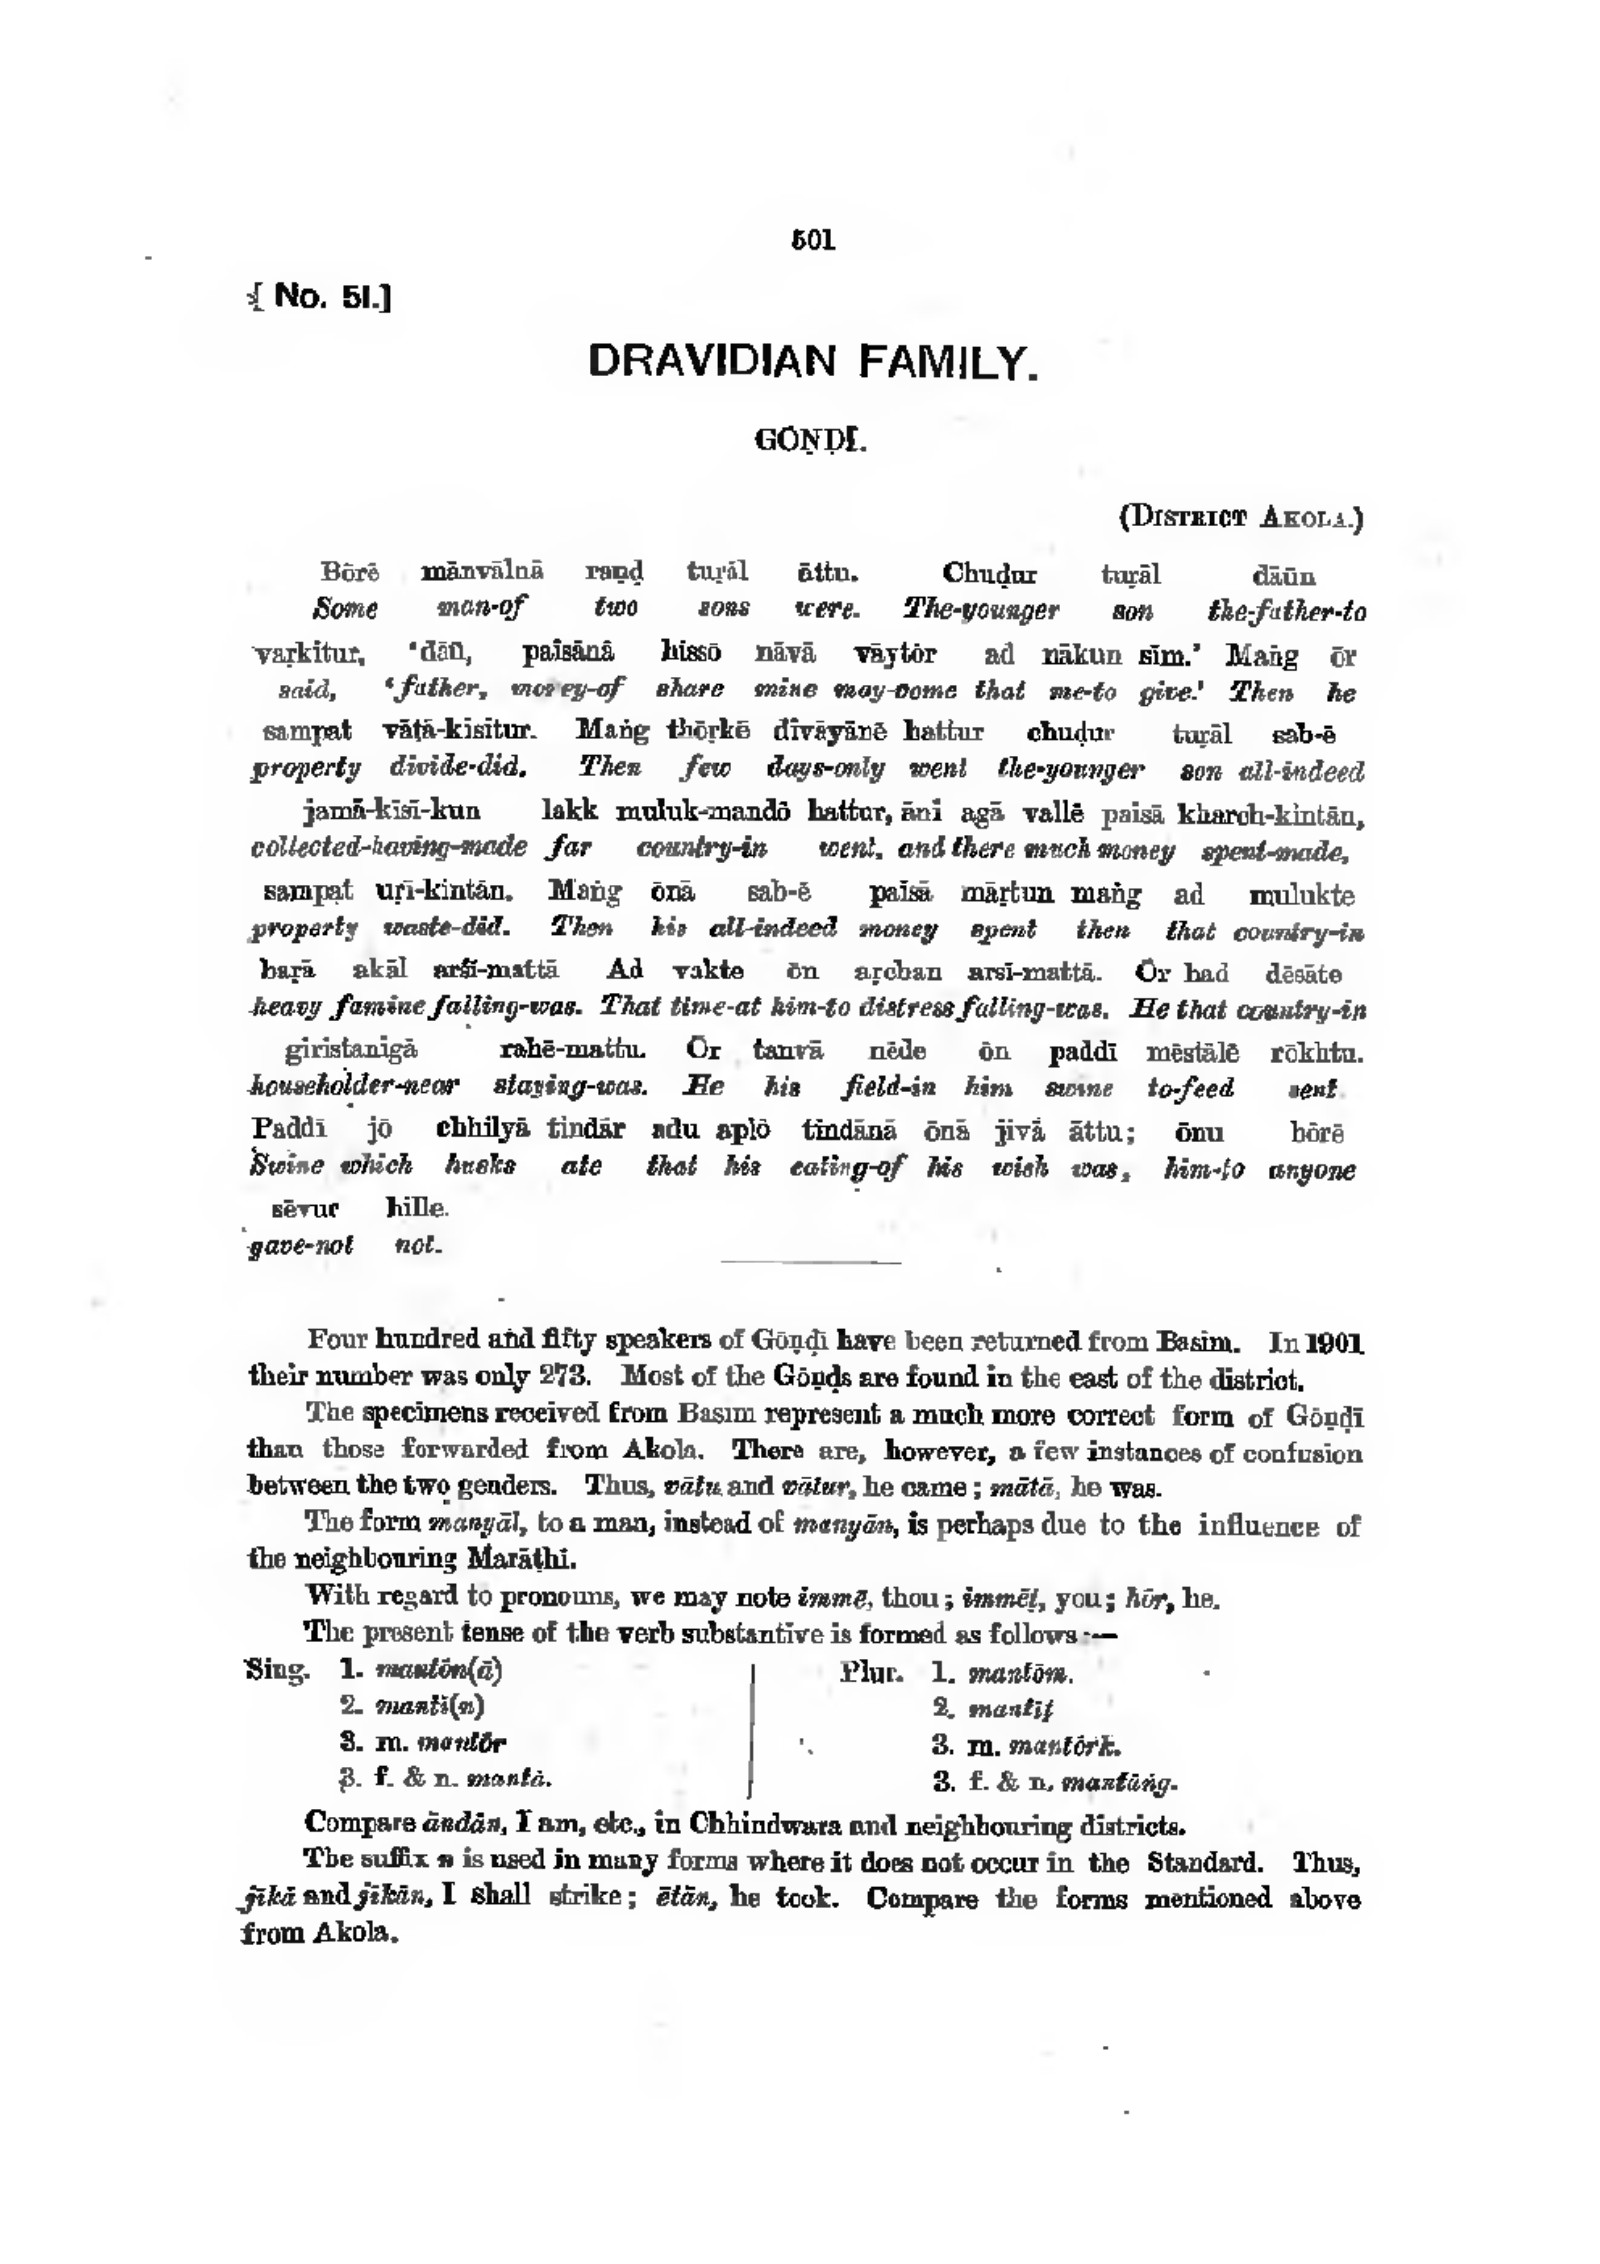 501
[ No. 51.]
DRAVIDIAN FAMILY.
GŌṆḌĪ.
(DISTRICT AKOLA.)
Bōrē mānvālnā raṇḍ turāl āttu. Chuḍur turāl dāūn
Some man-of two sons were. The-younger son the-father-to
varkitur, 'dāū, paisānā hissō nāvā vāytōr ad nākun sīm.' Maṅg ōr
said, 'father, money-of share mine may-come that me-to give.' Then he
sampat vāṭā-kīsitur. Maṅg thōṛkē divāyānē hattur chuḍur turāl sab-ē
property divide-did. Then few days-only went the-younger son all-indeed
jamā-kīsī-kun lakk muluk-mandō hattur, āni agā vallē paisā kharch-kintān,
collected-having-made far country-in went, and there much money spent-made,
sampat uṛī-kintān. Maṅg ōnā sab-ē paisā māṛtun maṅg ad mulukte
property waste-did. Then his all-indeed money spent then that country-in
baṛā akāl arsī-mattā Ad vakte ōn aṛchan arsī-mattā. Ōr had dēsāte
heavy famine falling-was. That time-at him-to distress falling-was. He that country-in
giristanigā rahē-mattu. Ōr tanvā nēde ōn paddī mēstālē rōkhtu.
householder-near staying-was. He his field-in him swine to-feed sent.
Paddī jō chhilyā tindār adu aplō tindānā ōnā jivā āttu; ōnu bōrē
Swine which husks ate that his eating-of his wish was, him-to anyone
sēvur hille.
gave-not not.
Four hundred and fifty speakers of Gōṇḍī have been returned from Basim. In 1901
their number was only 273. Most of the Gōṇḍs are found in the east of the district.
The specimens received from Basim represent a much more correct form of Gōṇḍī
than those forwarded from Akola. There are, however, a few instances of confusion
between the two genders. Thus, vātu and vātur, he came; mātā, he was.
The form manyāl, to a man, instead of manyān, is perhaps due to the influence of
the neighbouring Marāṭhī.
With regard to pronouns, we may note immē, thou; immēṭ, you; hōr, he.
The present tense of the verb substantive is formed as follows:—
Sing. 1. mantōn(ā) Plur. 1. mantōm.
2. mantī(n) 2. mantīṭ
3. m. mantōr 3. m. mantōrk.
3. f. & n. mantā. 3. f. & n. mantāṅg.
Compare āndān, I am, etc., in Chhindwara and neighbouring districts.
The suffix n is used in many forms where it does not occur in the Standard. Thus,
jīkā and jīkān, I shall strike; ētān, he took. Compare the forms mentioned above
from Akola.